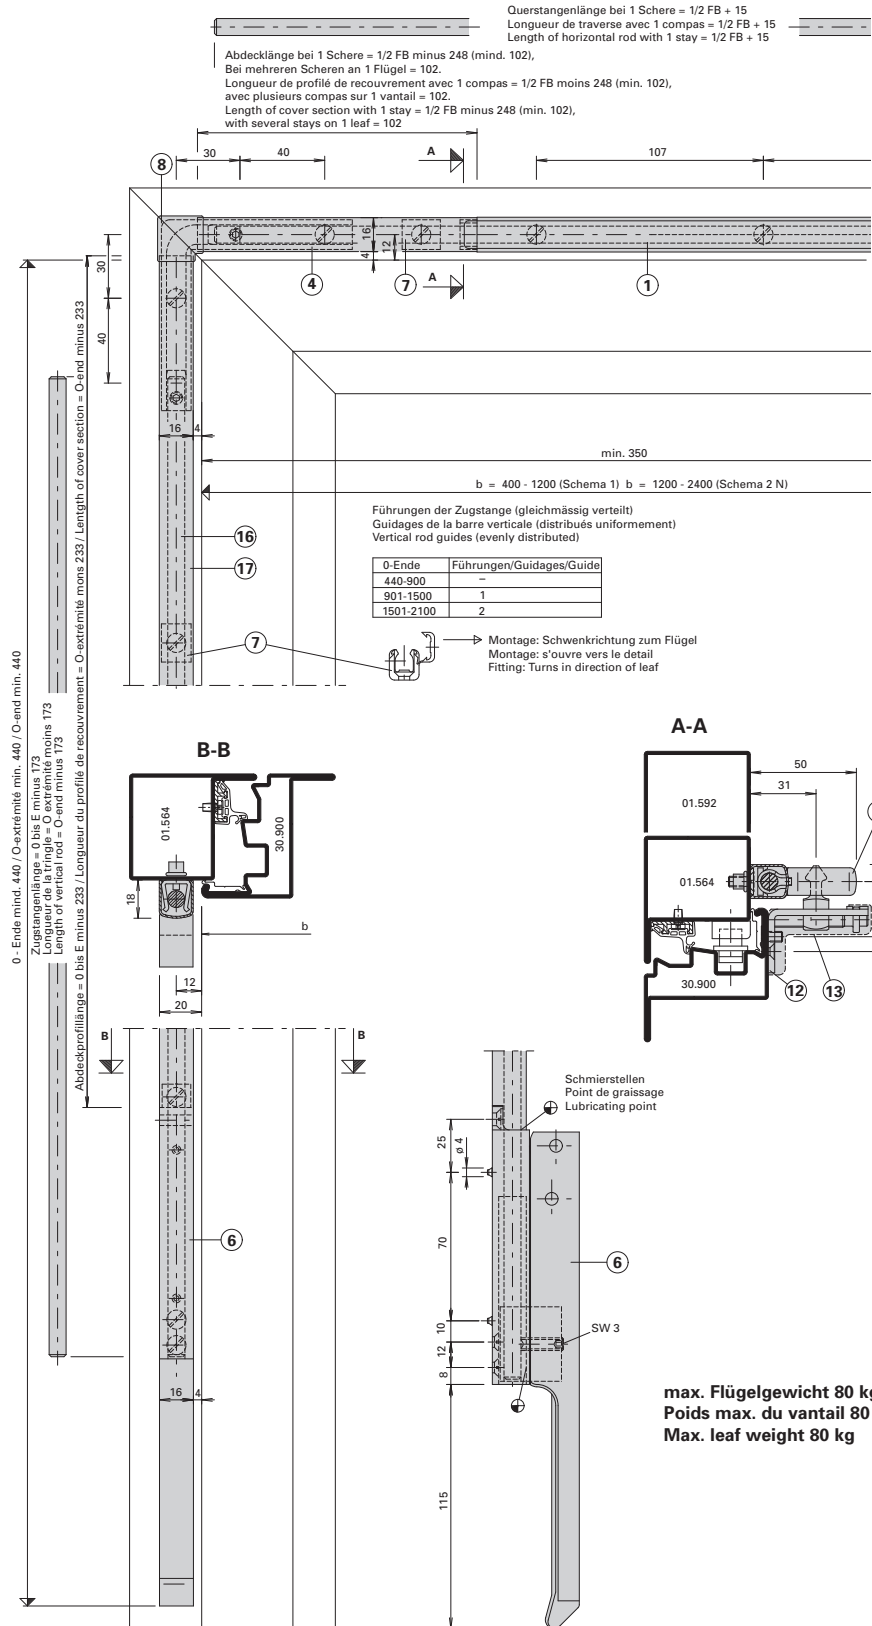 Querstangenlänge bei 1 Schere = 1/2 FB + 15
Longueur de traverse avec 1 compas = 1/2 FB + 15
Length of horizontal rod with 1 stay = 1/2 FB + 15
Abdecklänge bei 1 Schere = 1/2 FB minus 248 (mind. 102),
Bei mehreren Scheren an 1 Flügel = 102.
Longueur de profilé de recouvrement avec 1 compas = 1/2 FB moins 248 (min. 102),
avec plusieurs compas sur 1 vantail = 102.
Length of cover section with 1 stay = 1/2 FB minus 248 (min. 102),
with several stays on 1 leaf = 102
8
30
40
A
107
16
12
4
4
7
A
1
30
40
16
4
min. 350
b = 400 - 1200 (Schema 1) b = 1200 - 2400 (Schema 2 N)
Führungen der Zugstange (gleichmässig verteilt)
Guidages de la barre verticale (distribués uniformement)
Vertical rod guides (evenly distributed)
0-Ende Führungen/Guidages/Guide
440-900 –
901-1500 1
1501-2100 2
16
17
7
Montage: Schwenkrichtung zum Flügel
Montage: s'ouvre vers le detail
Fitting: Turns in direction of leaf
0 - Ende mind. 440 / O-extrémité min. 440 / O-end min. 440
Zugstangenlänge = 0 bis E minus 173
Longueur de la tringle = O extrémité moins 173
Length of vertical rod = O-end minus 173
Abdeckprofillänge = 0 bis E minus 233 / Longueur du profilé de recouvrement = O-extrémité mons 233 / Lentgth of cover section = O-end minus 233
B-B
01.564
30.900
18
b
12
20
A-A
01.592
50
31
01.564
30.900
12
13
B
B
6
16
4
Schmierstellen
Point de graissage
Lubricating point
25
ø 4
70
10
12
8
115
6
SW 3
max. Flügelgewicht 80 kg
Poids max. du vantail 80
Max. leaf weight 80 kg